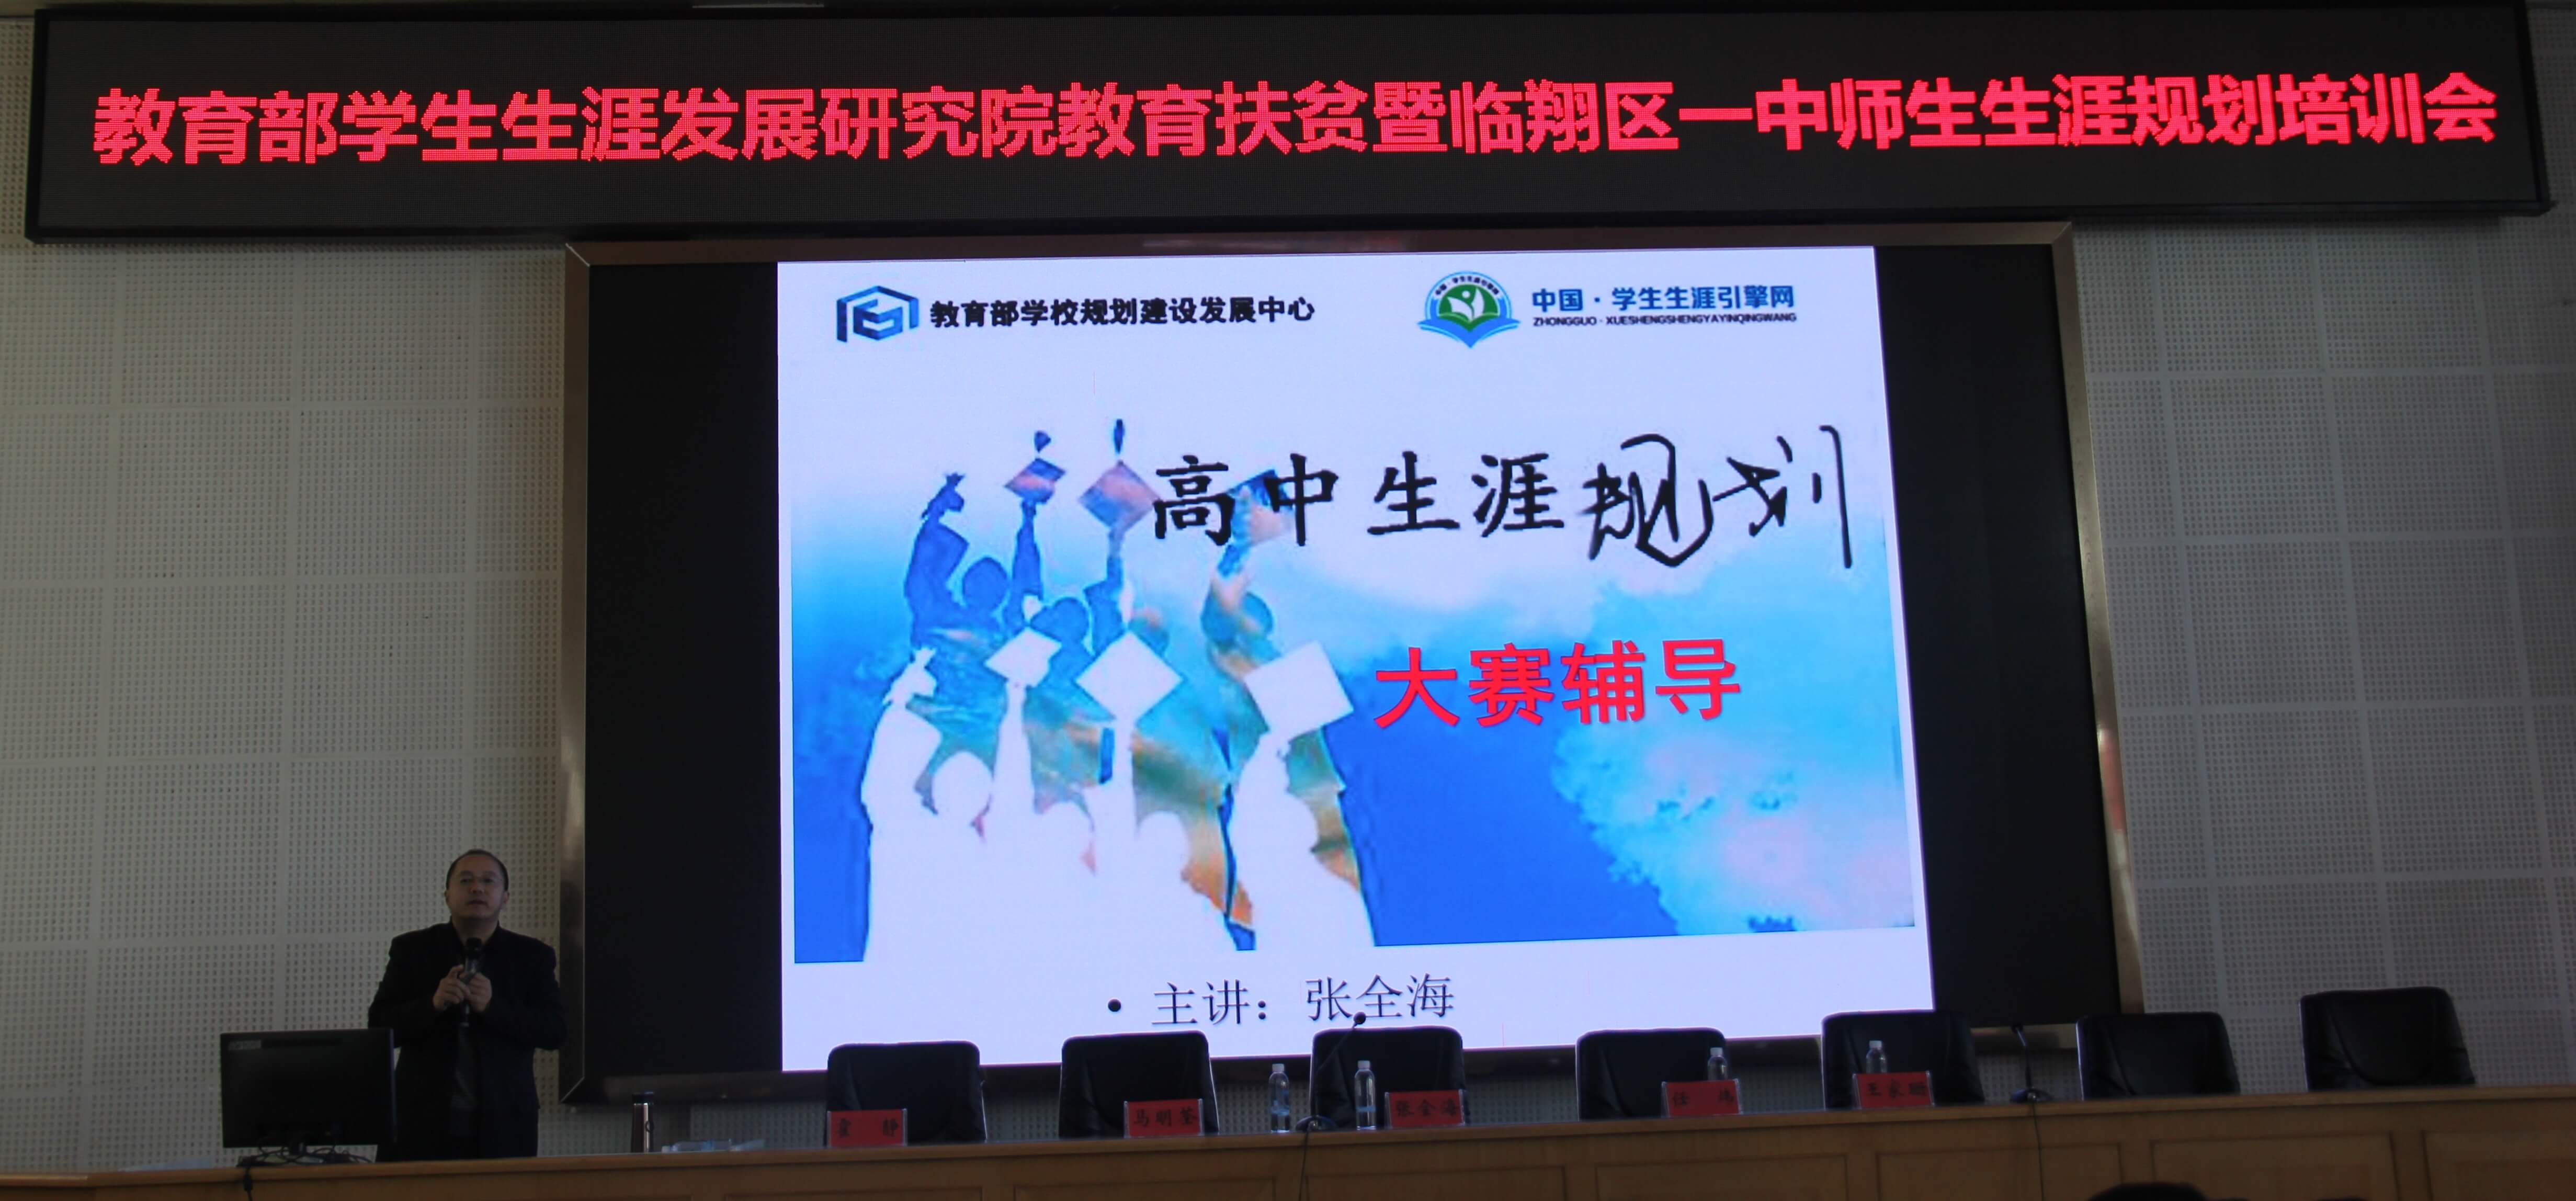 教育部学生生涯发展研究院教育扶贫暨临翔区一中师生生涯规划培训会
教育部学校规划建设发展中心
中国·学生生涯引擎网
ZHONGGUO·XUESHENGSHENGYAYINQINGWANG
高中生涯规划
大赛辅导
• 主讲：张全海
霍 静
马明
张全海
任